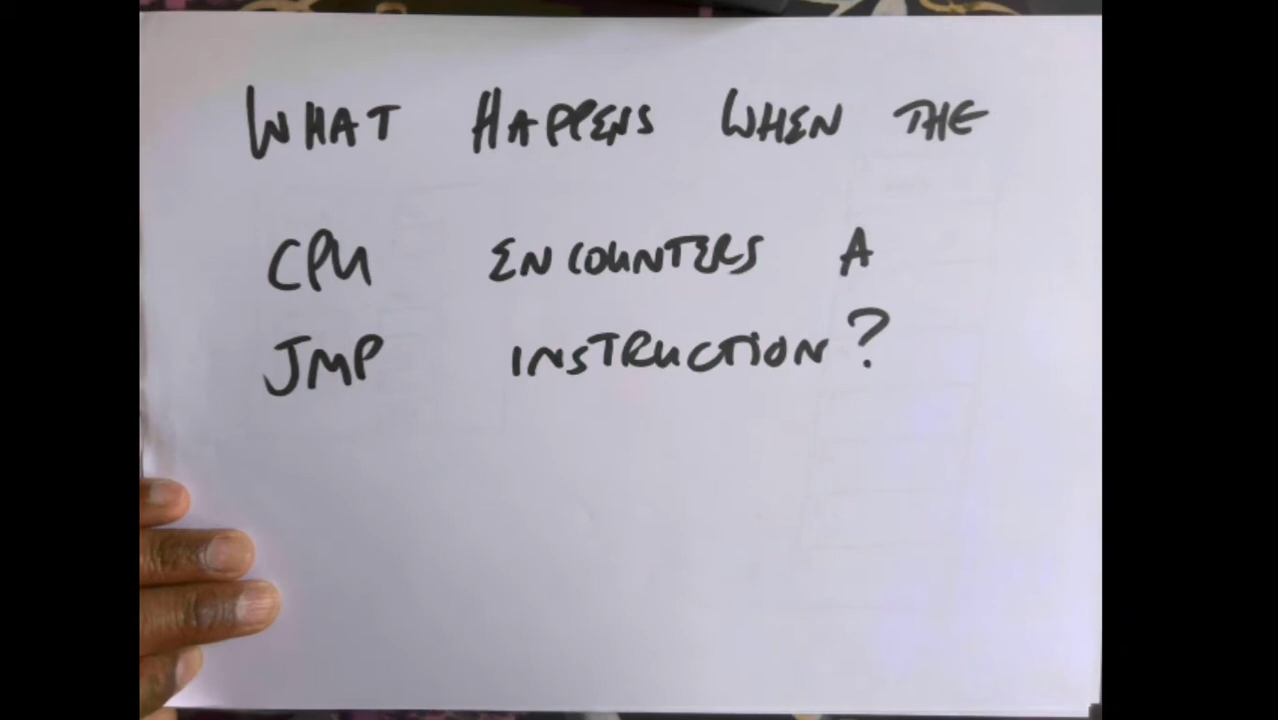 WHAT HAPPENS WHEN THE
CPU ENCOUNTERS A
JMP INSTRUCTION?